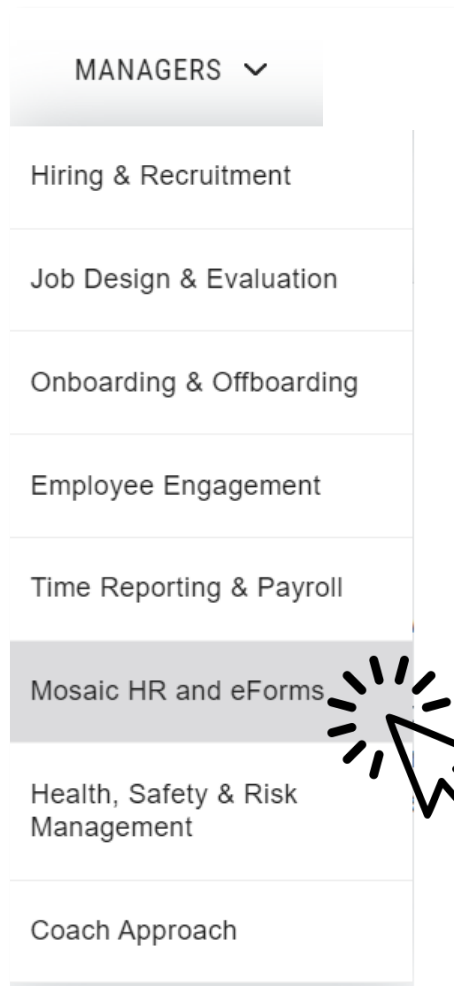 MANAGERS
Hiring & Recruitment
Job Design & Evaluation
Onboarding & Offboarding
Employee Engagement
Time Reporting & Payroll
Mosaic HR and eForms
Health, Safety & Risk
Management
Coach Approach